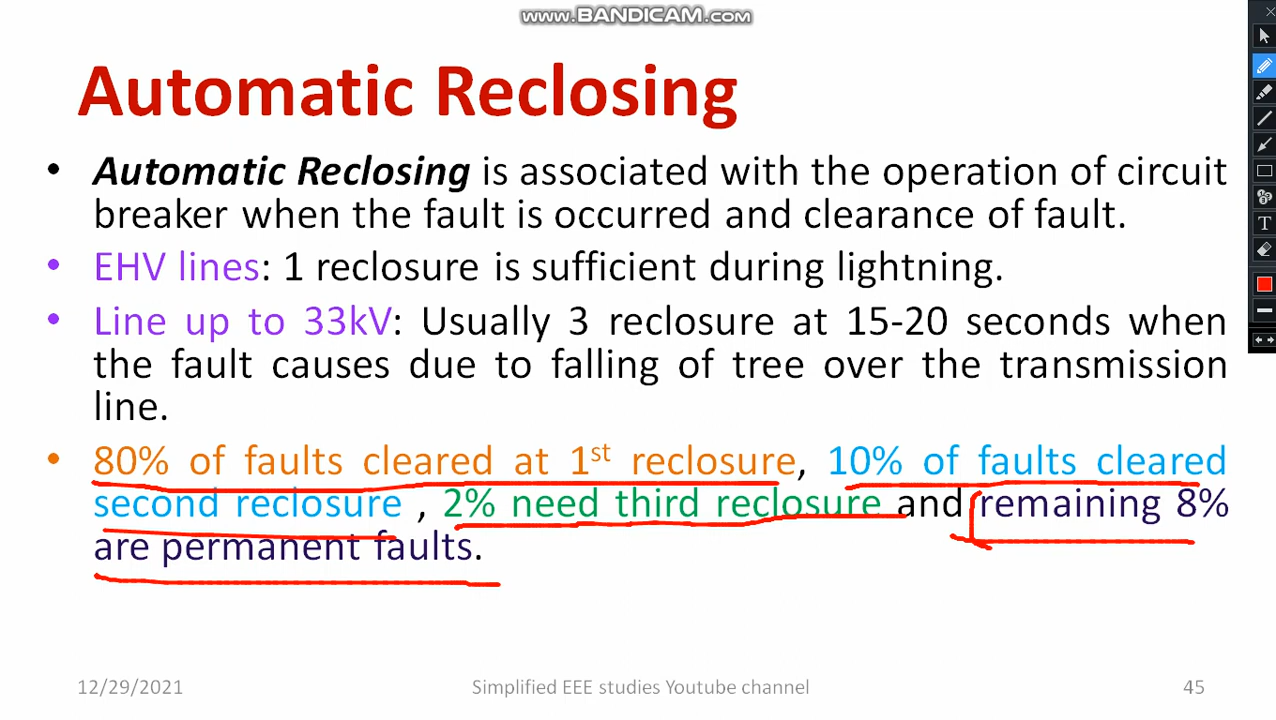 www.BANDICAM.com
Automatic Reclosing
• Automatic Reclosing is associated with the operation of circuit
breaker when the fault is occurred and clearance of fault.
• EHV lines: 1 reclosure is sufficient during lightning.
• Line up to 33kV: Usually 3 reclosure at 15-20 seconds when
the fault causes due to falling of tree over the transmission
line.
• 80% of faults cleared at 1st reclosure, 10% of faults cleared
second reclosure , 2% need third reclosure and remaining 8%
are permanent faults.
12/29/2021 Simplified EEE studies Youtube channel 45